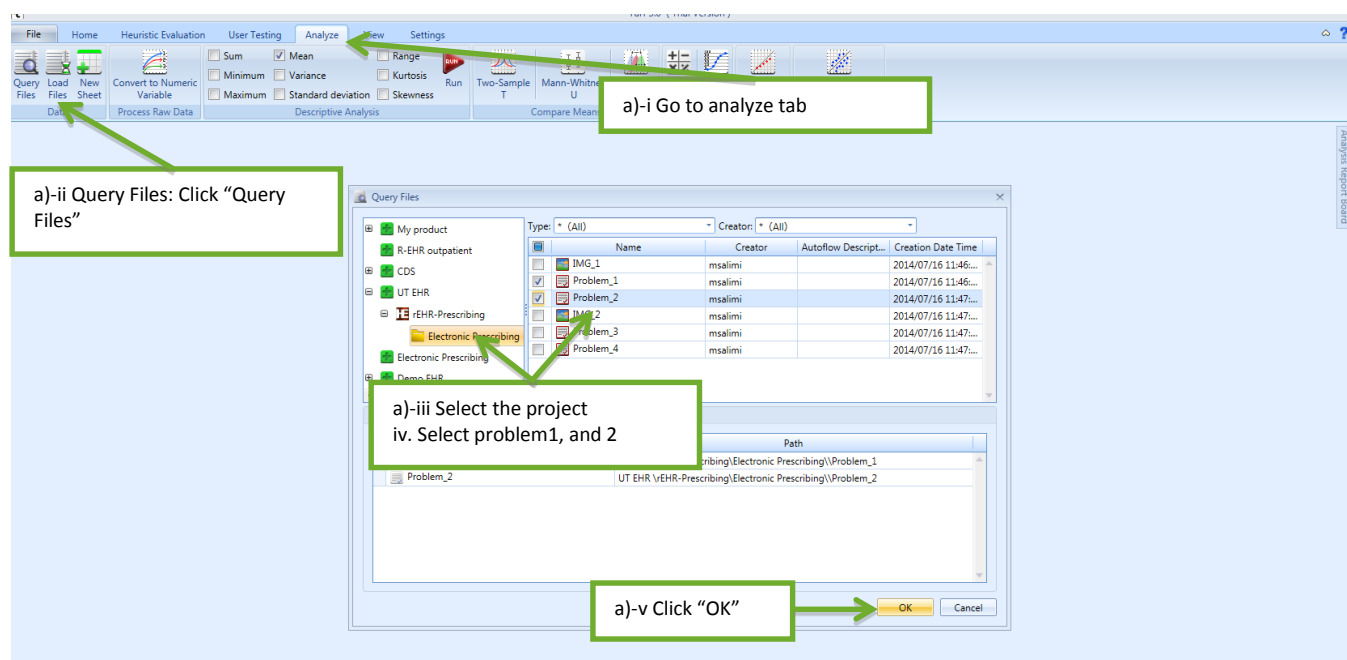 File Home Heuristic Evaluation User Testing Analyze View Settings
Sum Mean Range
Minimum Variance Kurtosis
Maximum Standard deviation Skewness
Query Files
Load Files
New Sheet
Convert to Numeric Variable
RUN
Run
Two-Sample T
U
Process Raw Data
Descriptive Analysis
a)-i Go to analyze tab
Analysis Report Board
a)-ii Query Files: Click “Query
Files”
Query Files
Type: * (All) Creator: * (All)
My product
R-EHR outpatient
CDS
UT EHR
rEHR-Prescribing
Electronic Prescribing
Electronic Prescribing
Demo EHR
Name Creator Autoflow Descript... Creation Date Time
IMG_1 msalimi 2014/07/16 11:46:...
Problem_1 msalimi 2014/07/16 11:46:...
Problem_2 msalimi 2014/07/16 11:47:...
IMG_2 msalimi 2014/07/16 11:47:...
Problem_3 msalimi 2014/07/16 11:47:...
Problem_4 msalimi 2014/07/16 11:47:...
a)-iii Select the project
iv. Select problem1, and 2
Path
cribing\Electronic Prescribing\\Problem_1
Problem_2 UT EHR \rEHR-Prescribing\Electronic Prescribing\\Problem_2
a)-v Click “OK”
OK Cancel